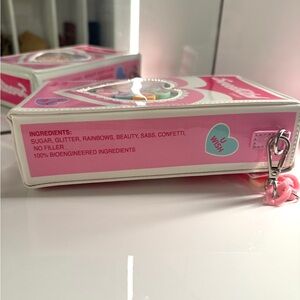 INGREDIENTS:
SUGAR, GLITTER, RAINBOWS, BEAUTY, SASS, CONFETTI,
NO FILLER
100% BIOENGINEERED INGREDIENTS
U
WISH